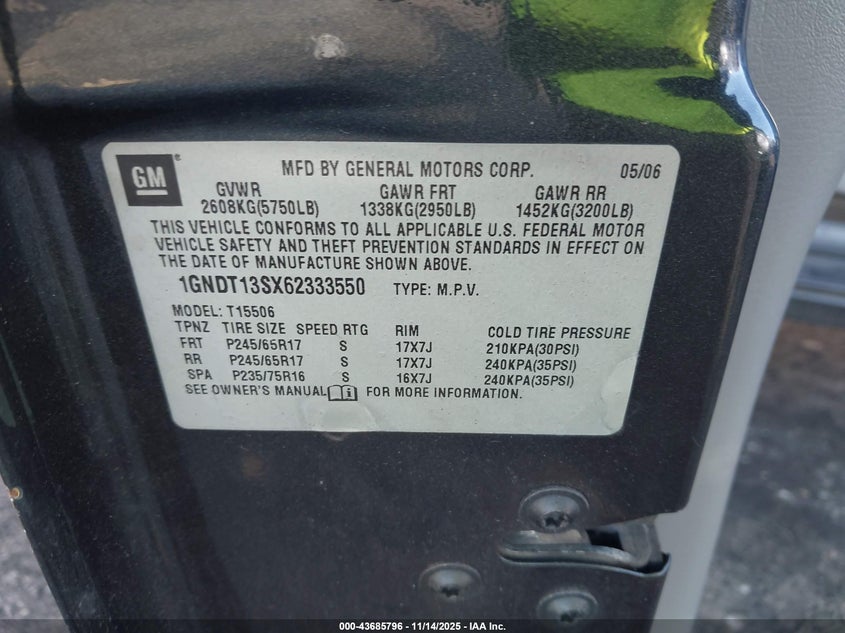 GM
MFD BY GENERAL MOTORS CORP. 05/06
GVWR GAWR FRT GAWR RR
2608KG(5750LB) 1338KG(2950LB) 1452KG(3200LB)
THIS VEHICLE CONFORMS TO ALL APPLICABLE U.S. FEDERAL MOTOR
VEHICLE SAFETY AND THEFT PREVENTION STANDARDS IN EFFECT ON
THE DATE OF MANUFACTURE SHOWN ABOVE.
1GNDT13SX62333550 TYPE: M.P.V.
MODEL: T15506
TPNZ TIRE SIZE SPEED RTG RIM COLD TIRE PRESSURE
FRT P245/65R17 S 17X7J 210KPA(30PSI)
RR P245/65R17 S 17X7J 240KPA(35PSI)
SPA P235/75R16 S 16X7J 240KPA(35PSI)
SEE OWNER'S MANUAL FOR MORE INFORMATION.
000-43685796 - 11/14/2025 - IAA Inc.